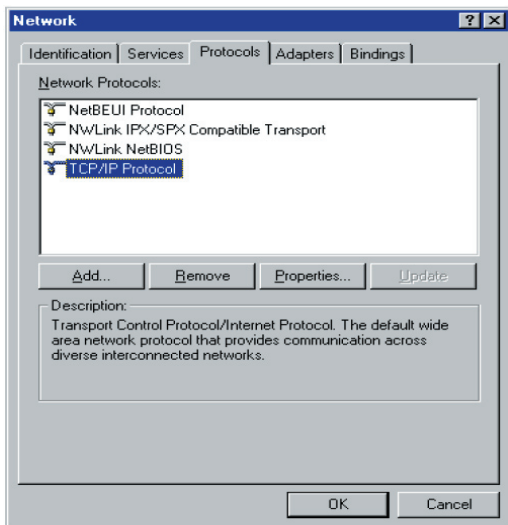 Network
Identification Services Protocols Adapters Bindings
Network Protocols:
NetBEUI Protocol
NWLink IPX/SPX Compatible Transport
NWLink NetBIOS
TCP/IP Protocol
Add... Remove Properties... Update
Description:
Transport Control Protocol/Internet Protocol. The default wide
area network protocol that provides communication across
diverse interconnected networks.
OK Cancel